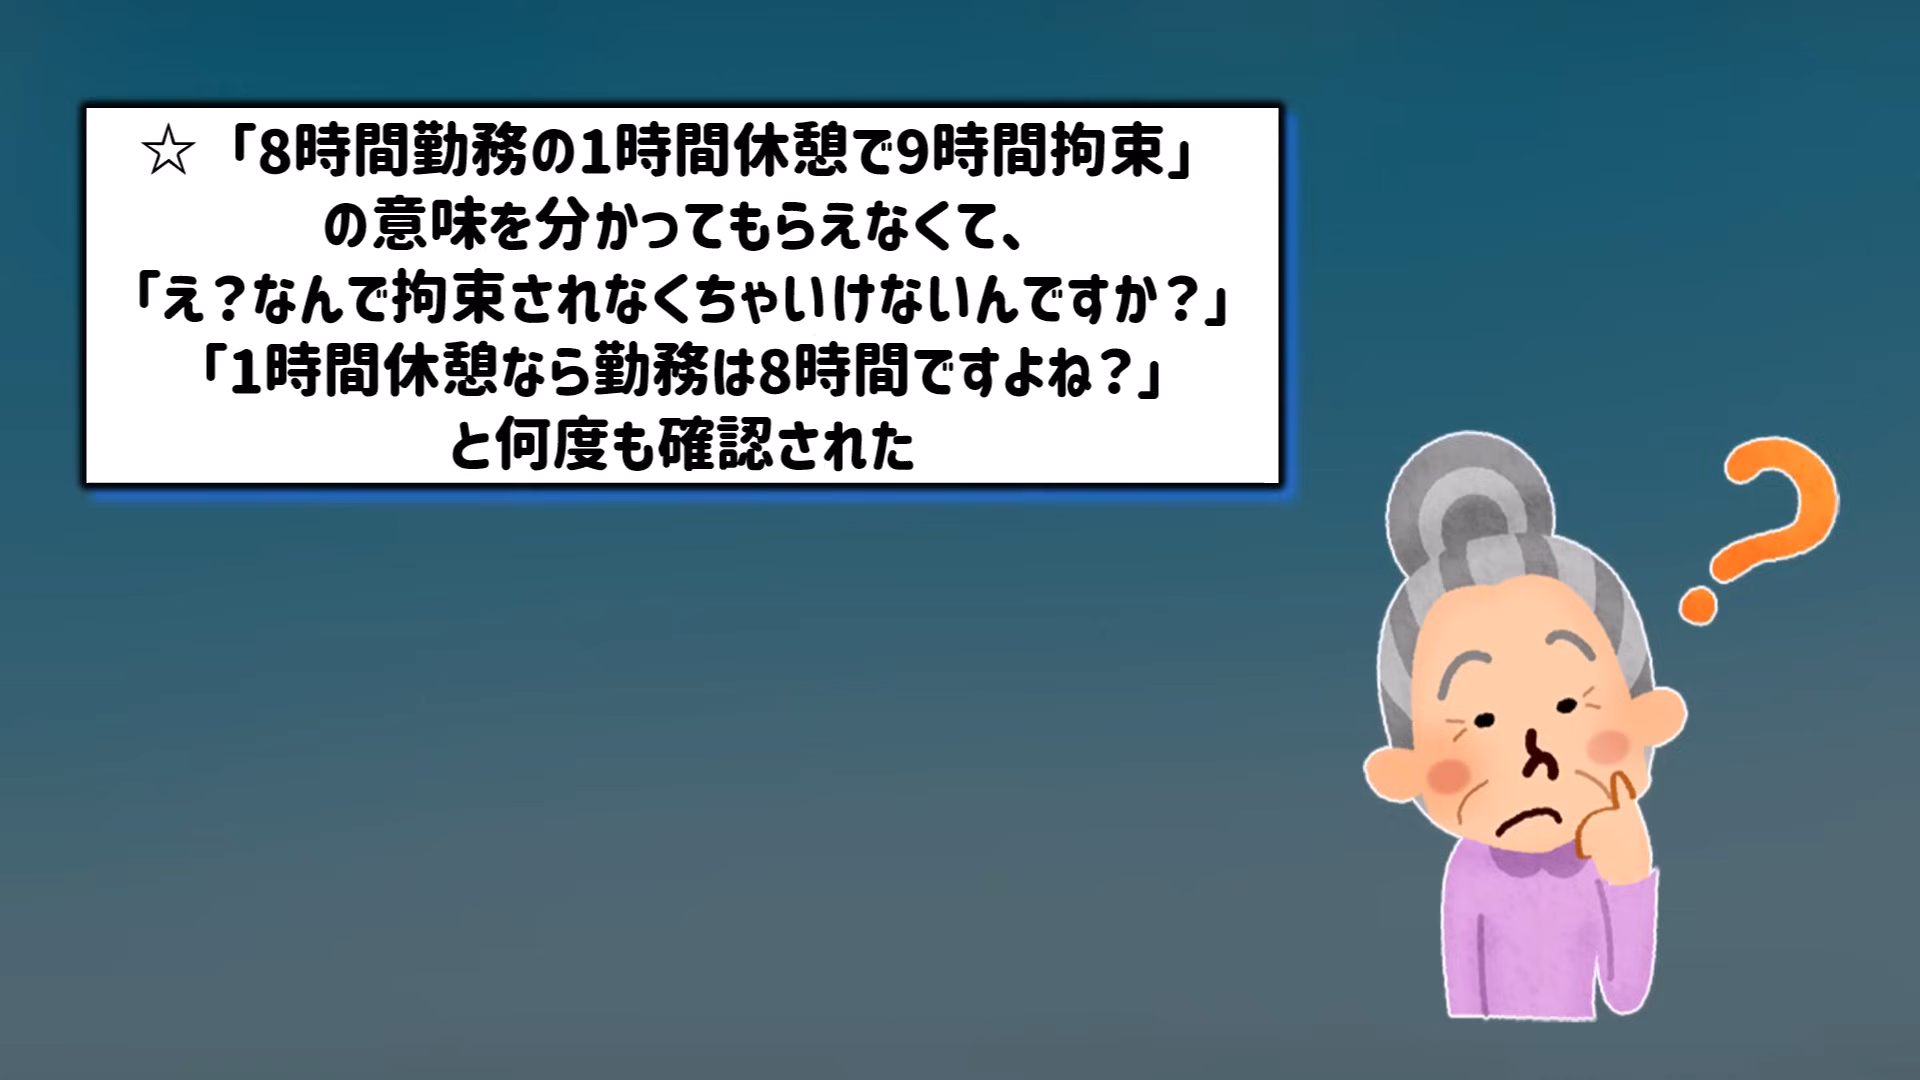 ☆「8時間勤務の1時間休憩で9時間拘束」
の意味を分かってもらえなくて、
「え？なんで拘束されなくちゃいけないんですか？」
「1時間休憩なら勤務は8時間ですよね？」
と何度も確認された
?